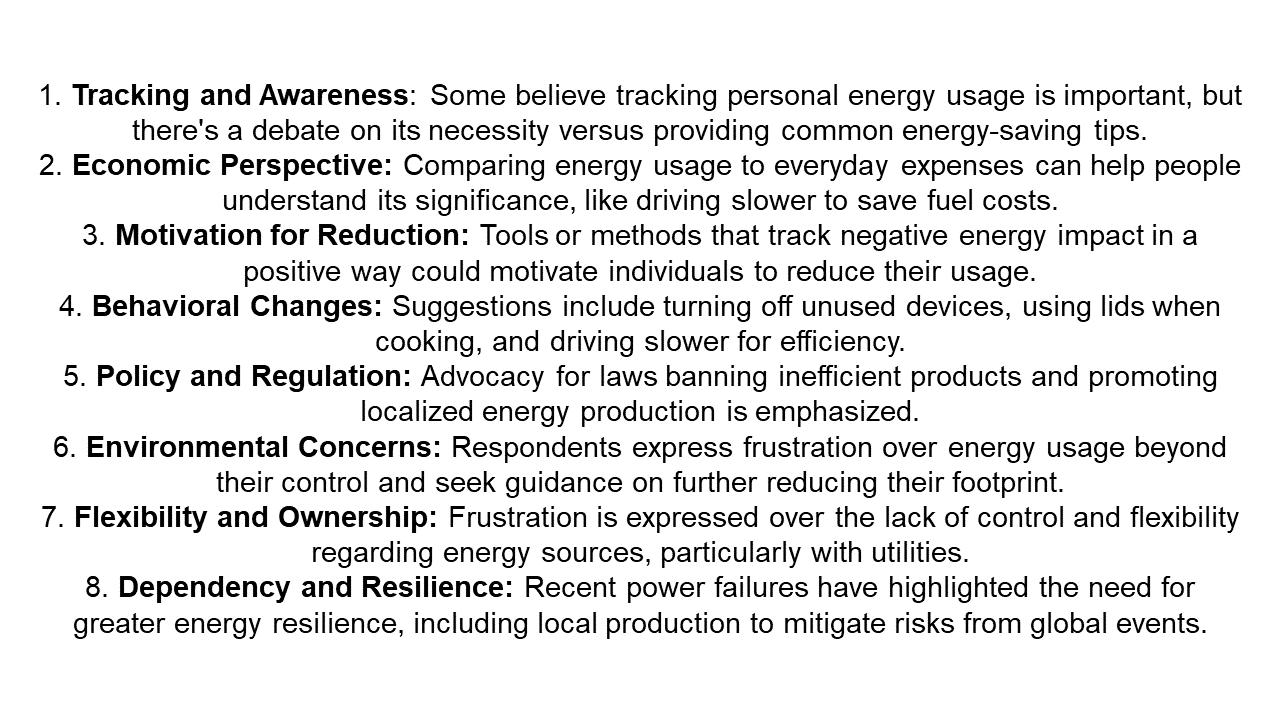 1. Tracking and Awareness: Some believe tracking personal energy usage is important, but
there's a debate on its necessity versus providing common energy-saving tips.
2. Economic Perspective: Comparing energy usage to everyday expenses can help people
understand its significance, like driving slower to save fuel costs.
3. Motivation for Reduction: Tools or methods that track negative energy impact in a
positive way could motivate individuals to reduce their usage.
4. Behavioral Changes: Suggestions include turning off unused devices, using lids when
cooking, and driving slower for efficiency.
5. Policy and Regulation: Advocacy for laws banning inefficient products and promoting
localized energy production is emphasized.
6. Environmental Concerns: Respondents express frustration over energy usage beyond
their control and seek guidance on further reducing their footprint.
7. Flexibility and Ownership: Frustration is expressed over the lack of control and flexibility
regarding energy sources, particularly with utilities.
8. Dependency and Resilience: Recent power failures have highlighted the need for
greater energy resilience, including local production to mitigate risks from global events.